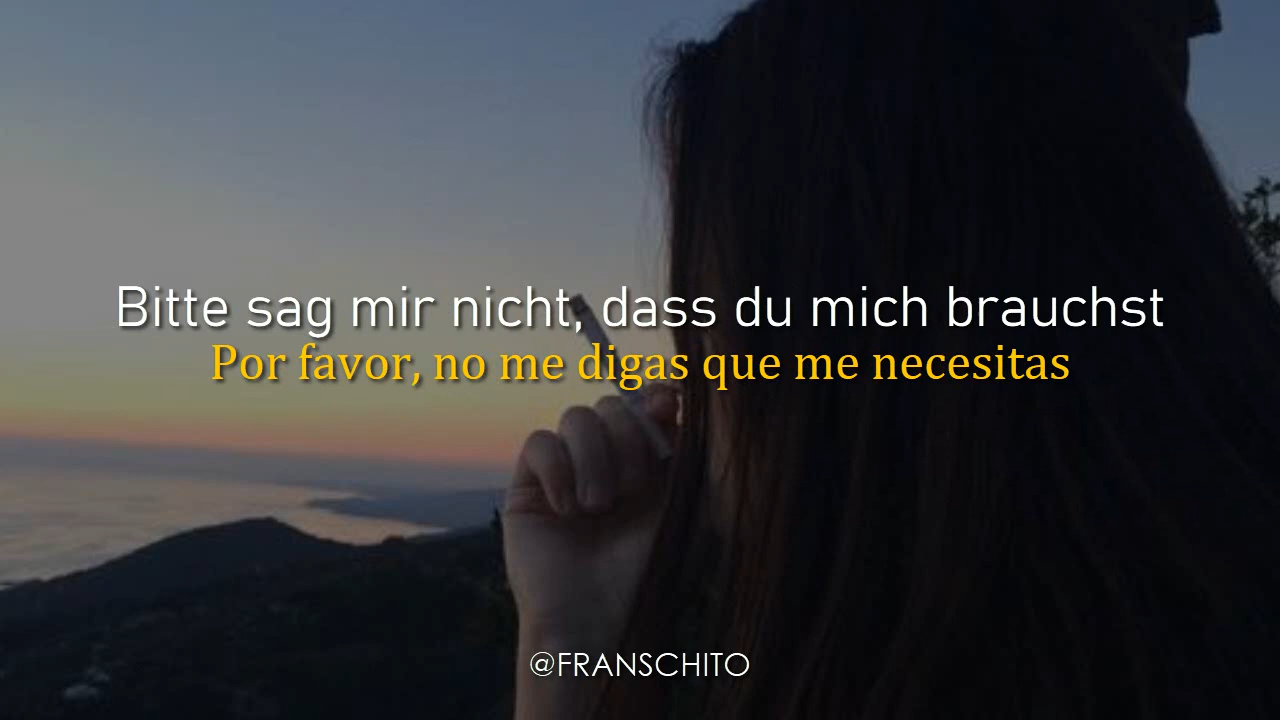 Bitte sag mir nicht, dass du mich brauchst
Por favor, no me digas que me necesitas
@FRANSCHITO